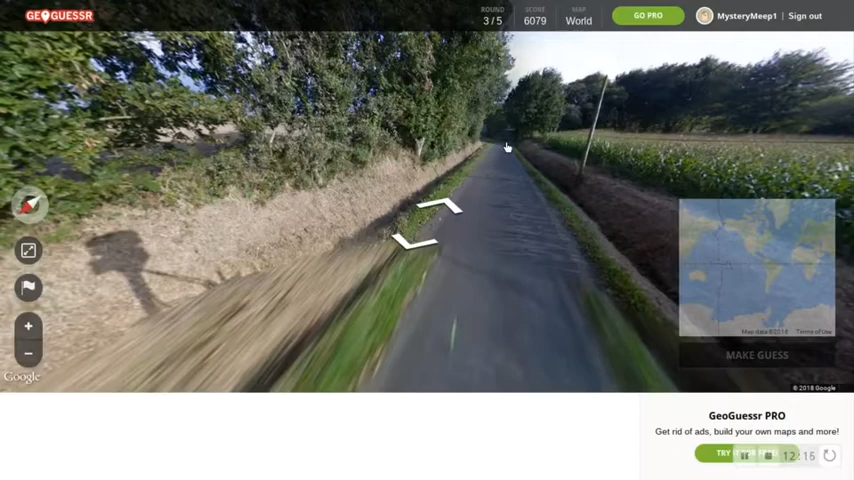 GEOGUESSR
ROUND
3 / 5
SCORE
6079
MAP
World
GO PRO
MysteryMeep1 | Sign out
Google
Map data ©2018
Terms of Use
MAKE GUESS
© 2018 Google
GeoGuessr PRO
Get rid of ads, build your own maps and more!
TRY
12:16